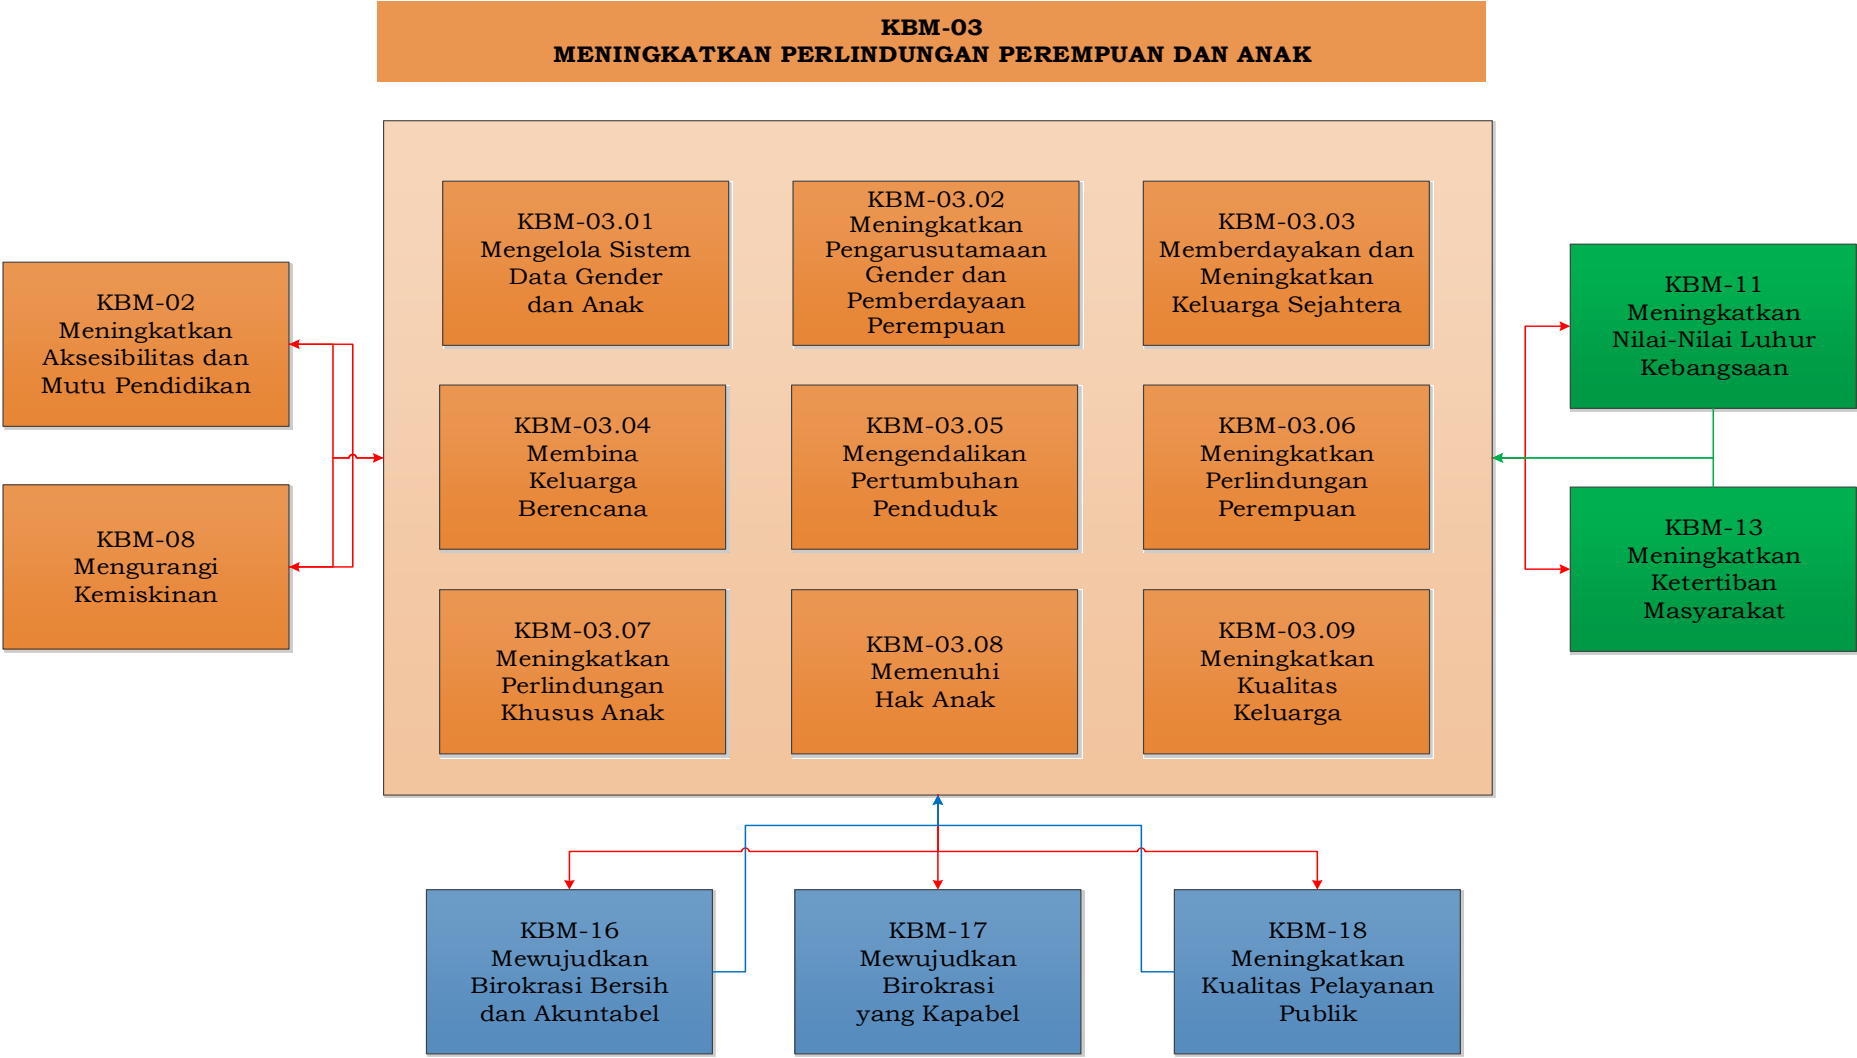 KBM-03
MENINGKATKAN PERLINDUNGAN PEREMPUAN DAN ANAK
KBM-03.01
Mengelola Sistem
Data Gender
dan Anak
KBM-03.02
Meningkatkan
Pengarusutamaan
Gender dan
Pemberdayaan
Perempuan
KBM-03.03
Memberdayakan dan
Meningkatkan
Keluarga Sejahtera
KBM-02
Meningkatkan
Aksesibilitas dan
Mutu Pendidikan
KBM-11
Meningkatkan
Nilai-Nilai Luhur
Kebangsaan
KBM-03.04
Membina
Keluarga
Berencana
KBM-03.05
Mengendalikan
Pertumbuhan
Penduduk
KBM-03.06
Meningkatkan
Perlindungan
Perempuan
KBM-08
Mengurangi
Kemiskinan
KBM-13
Meningkatkan
Ketertiban
Masyarakat
KBM-03.07
Meningkatkan
Perlindungan
Khusus Anak
KBM-03.08
Memenuhi
Hak Anak
KBM-03.09
Meningkatkan
Kualitas
Keluarga
KBM-16
Mewujudkan
Birokrasi Bersih
dan Akuntabel
KBM-17
Mewujudkan
Birokrasi
yang Kapabel
KBM-18
Meningkatkan
Kualitas Pelayanan
Publik